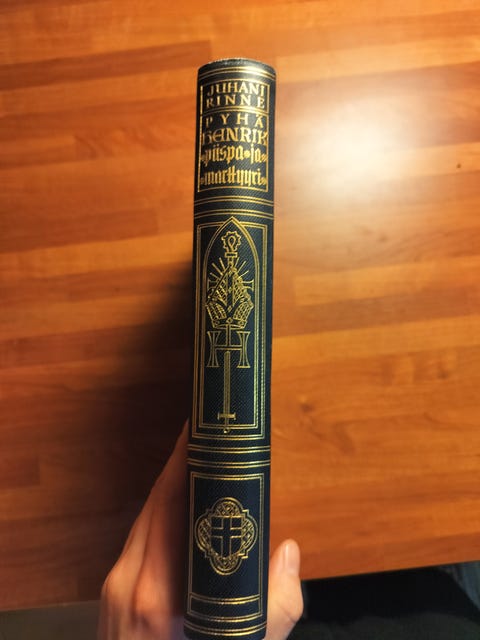 JUHANI
RINNE
PYHÄ
HENRIK
piispa ja
marttyyri
H